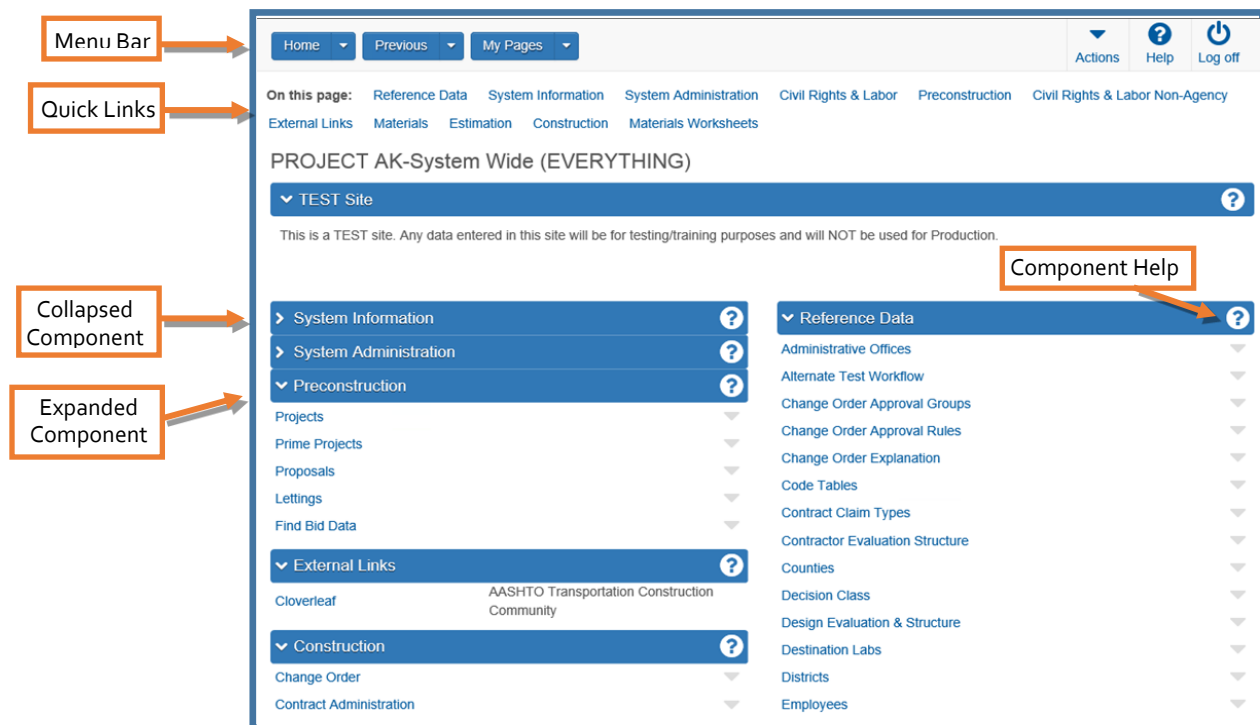 Menu Bar
Home
Previous
My Pages
Actions
Help
Log off
Quick Links
On this page: Reference Data System Information System Administration Civil Rights & Labor Preconstruction Civil Rights & Labor Non-Agency
External Links Materials Estimation Construction Materials Worksheets
PROJECT AK-System Wide (EVERYTHING)
TEST Site
This is a TEST site. Any data entered in this site will be for testing/training purposes and will NOT be used for Production.
Component Help
Collapsed
Component
Expanded
Component
System Information
System Administration
Preconstruction
Projects
Prime Projects
Proposals
Lettings
Find Bid Data
External Links
Cloverleaf
AASHTO Transportation Construction
Community
Construction
Change Order
Contract Administration
Reference Data
Administrative Offices
Alternate Test Workflow
Change Order Approval Groups
Change Order Approval Rules
Change Order Explanation
Code Tables
Contract Claim Types
Contractor Evaluation Structure
Counties
Decision Class
Design Evaluation & Structure
Destination Labs
Districts
Employees